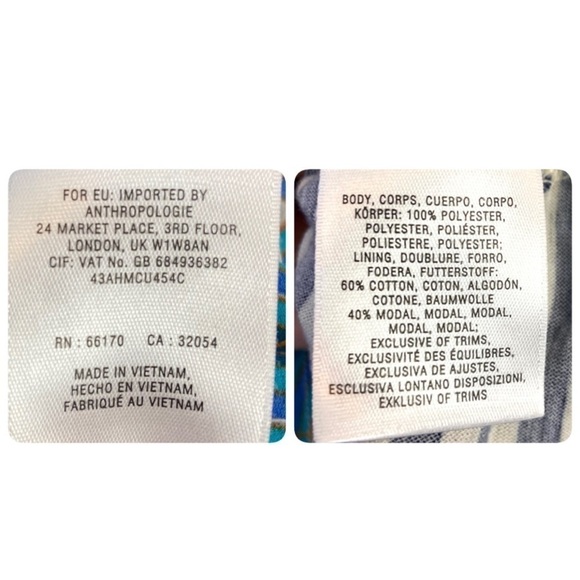 FOR EU: IMPORTED BY
ANTHROPOLOGIE
24 MARKET PLACE, 3RD FLOOR,
LONDON, UK W1W8AN
CIF: VAT No. GB 684936382
43AHMCU454C
RN : 66170 CA : 32054
MADE IN VIETNAM,
HECHO EN VIETNAM,
FABRIQUÉ AU VIETNAM
BODY, CORPS, CUERPO, CORPO,
KÖRPER: 100% POLYESTER,
POLYESTER, POLIÉSTER,
POLIESTERE, POLYESTER;
LINING, DOUBLURE, FORRO,
FODERA, FUTTERSTOFF:
60% COTTON, COTON, ALGODÓN,
COTONE, BAUMWOLLE
40% MODAL, MODAL, MODAL,
MODAL, MODAL;
EXCLUSIVE OF TRIMS,
EXCLUSIVITÉ DES ÉQUILIBRES,
EXCLUSIVA DE AJUSTES,
ESCLUSIVA LONTANO DISPOSIZIONI,
EXKLUSIV OF TRIMS